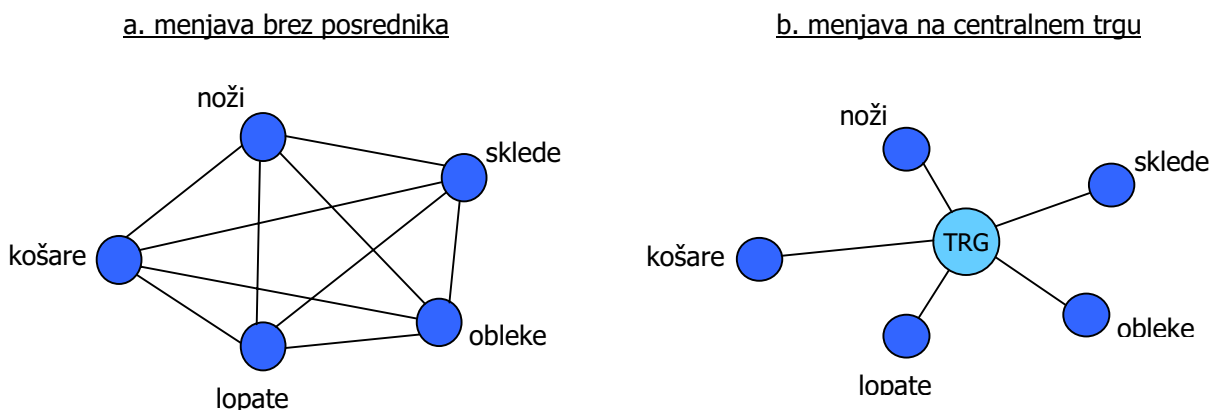 a. menjava brez posrednika
noži
sklede
košare
obleke
lopate
b. menjava na centralnem trgu
noži
sklede
TRG
košare
obleke
lopate